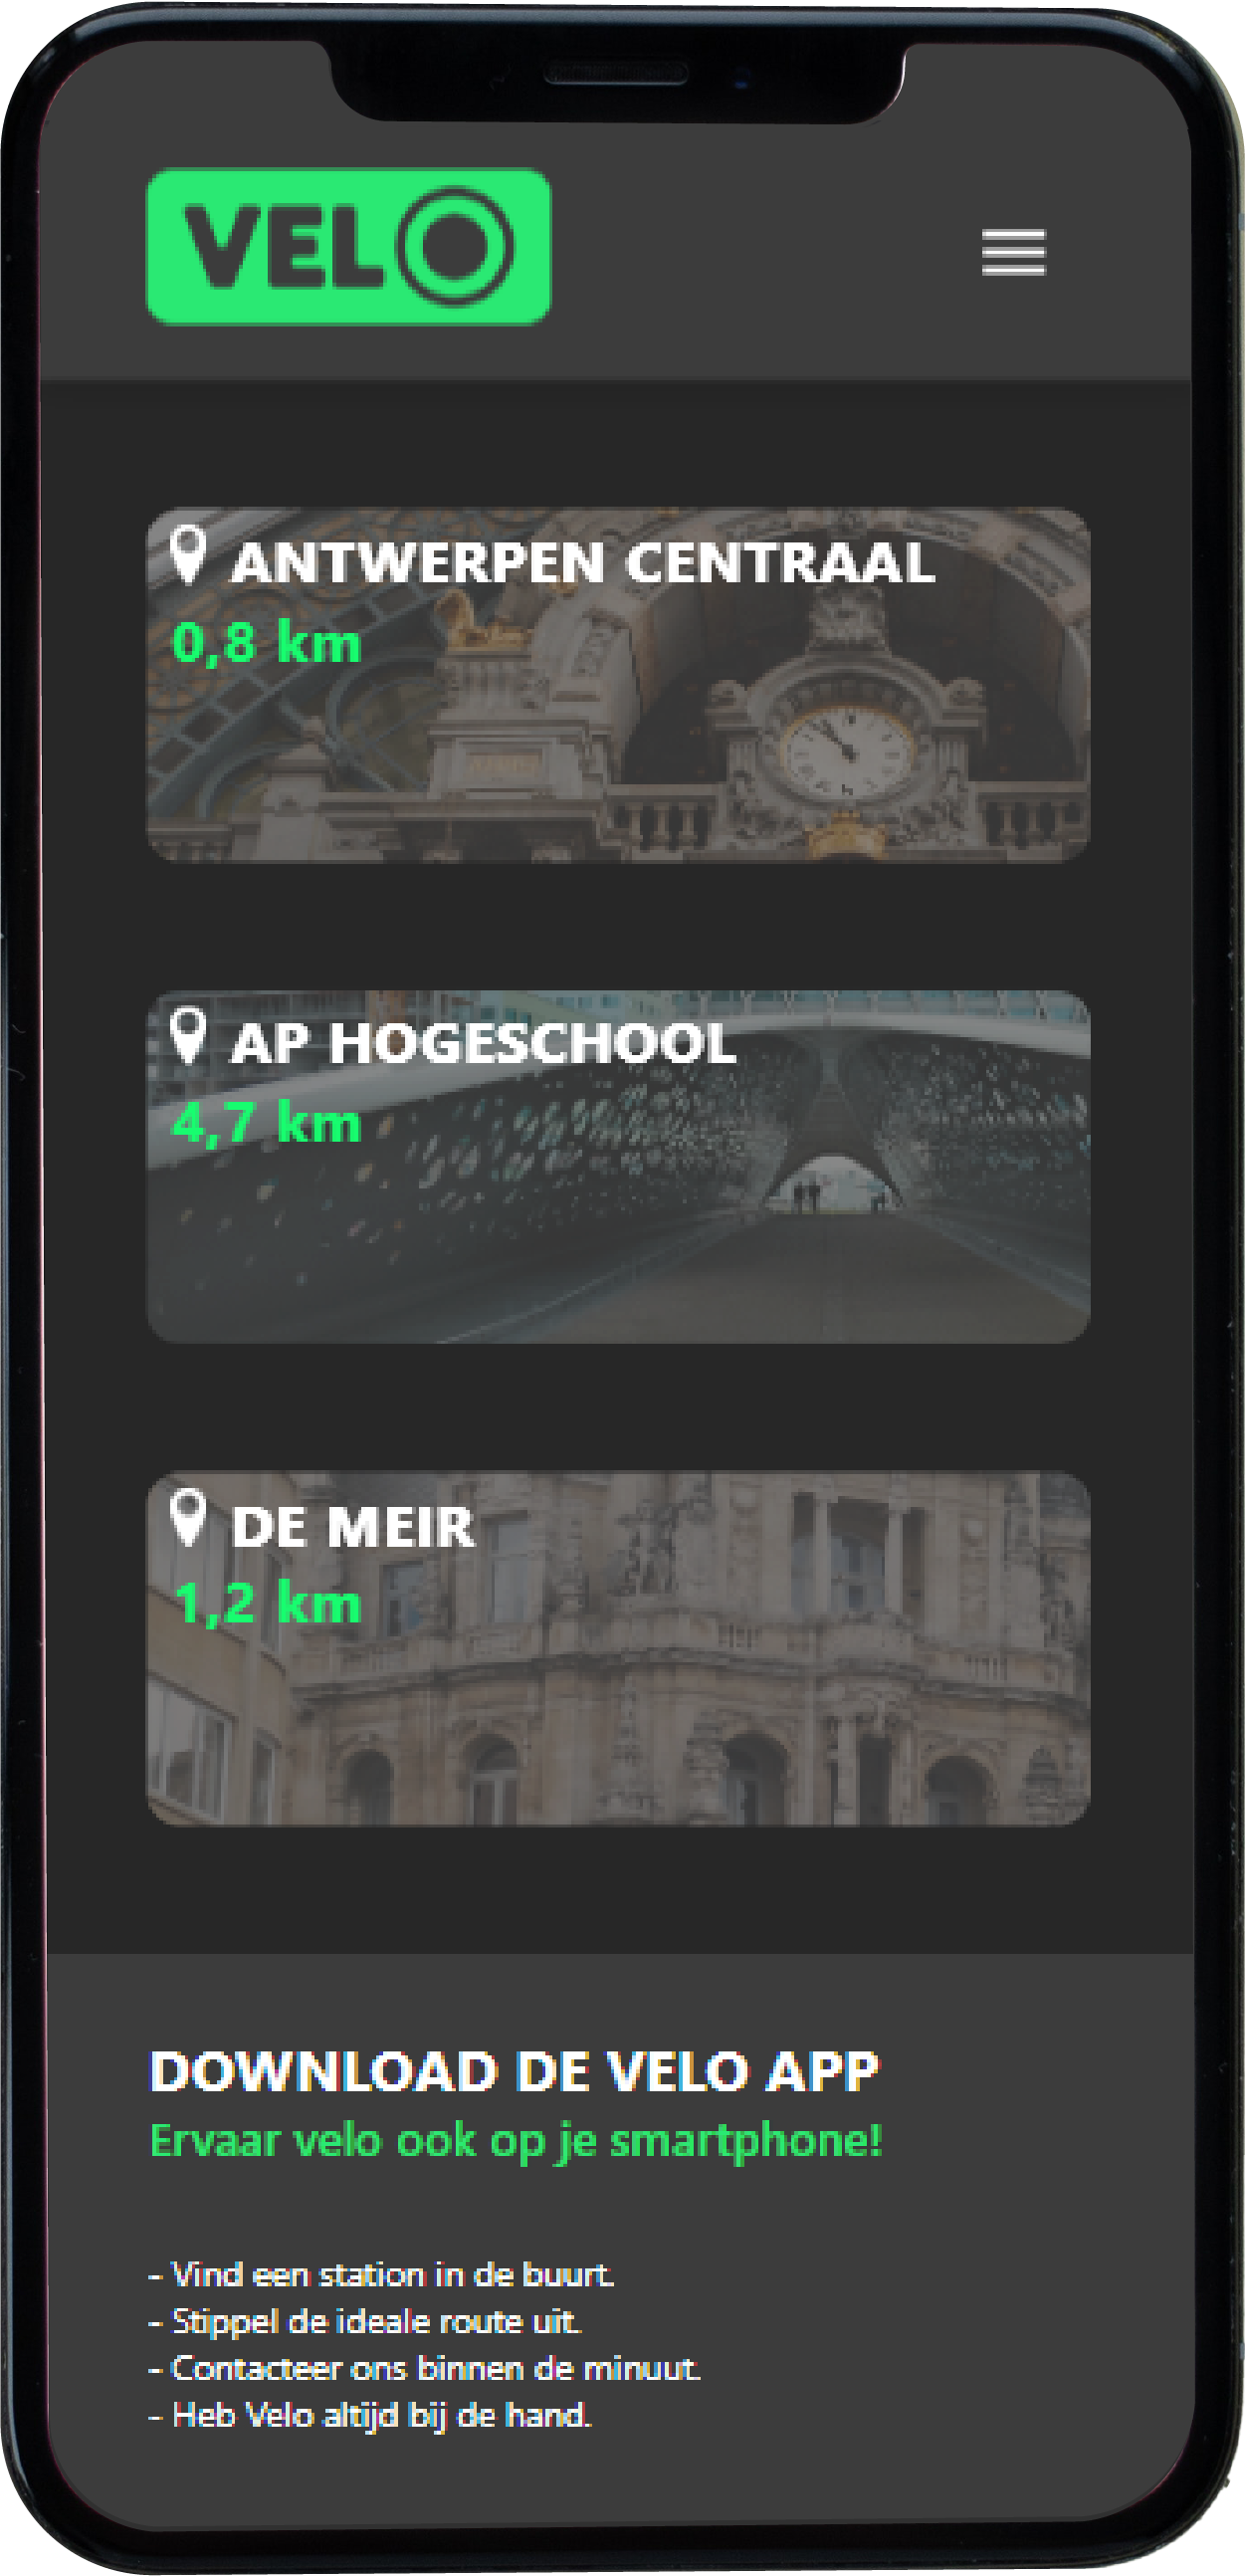 VELO
ANTWERPEN CENTRAAL
0,8 km
AP HOGESCHOOL
4,7 km
DE MEIR
1,2 km
DOWNLOAD DE VELO APP
Ervaar velo ook op je smartphone!
- Vind een station in de buurt.
- Stippel de ideale route uit.
- Contacteer ons binnen de minuut.
- Heb Velo altijd bij de hand.